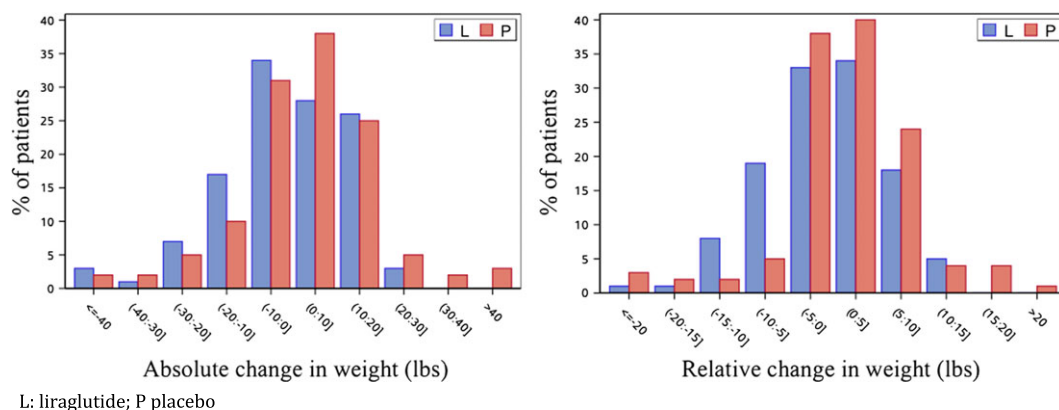 L P
% of patients
40
35
30
25
20
15
10
5
0
<=-40 (-40:-30] (-30:-20] (-20:-10] (-10:0] (0:10] (10:20] (20:30] (30:40] >40
Absolute change in weight (lbs)
L P
% of patients
40
35
30
25
20
15
10
5
0
<=-20 (-20:-15] (-15:-10] (-10:-5] (-5:0] (0:5] (5:10] (10:15] (15:20] >20
Relative change in weight (lbs)
L: liraglutide; P placebo